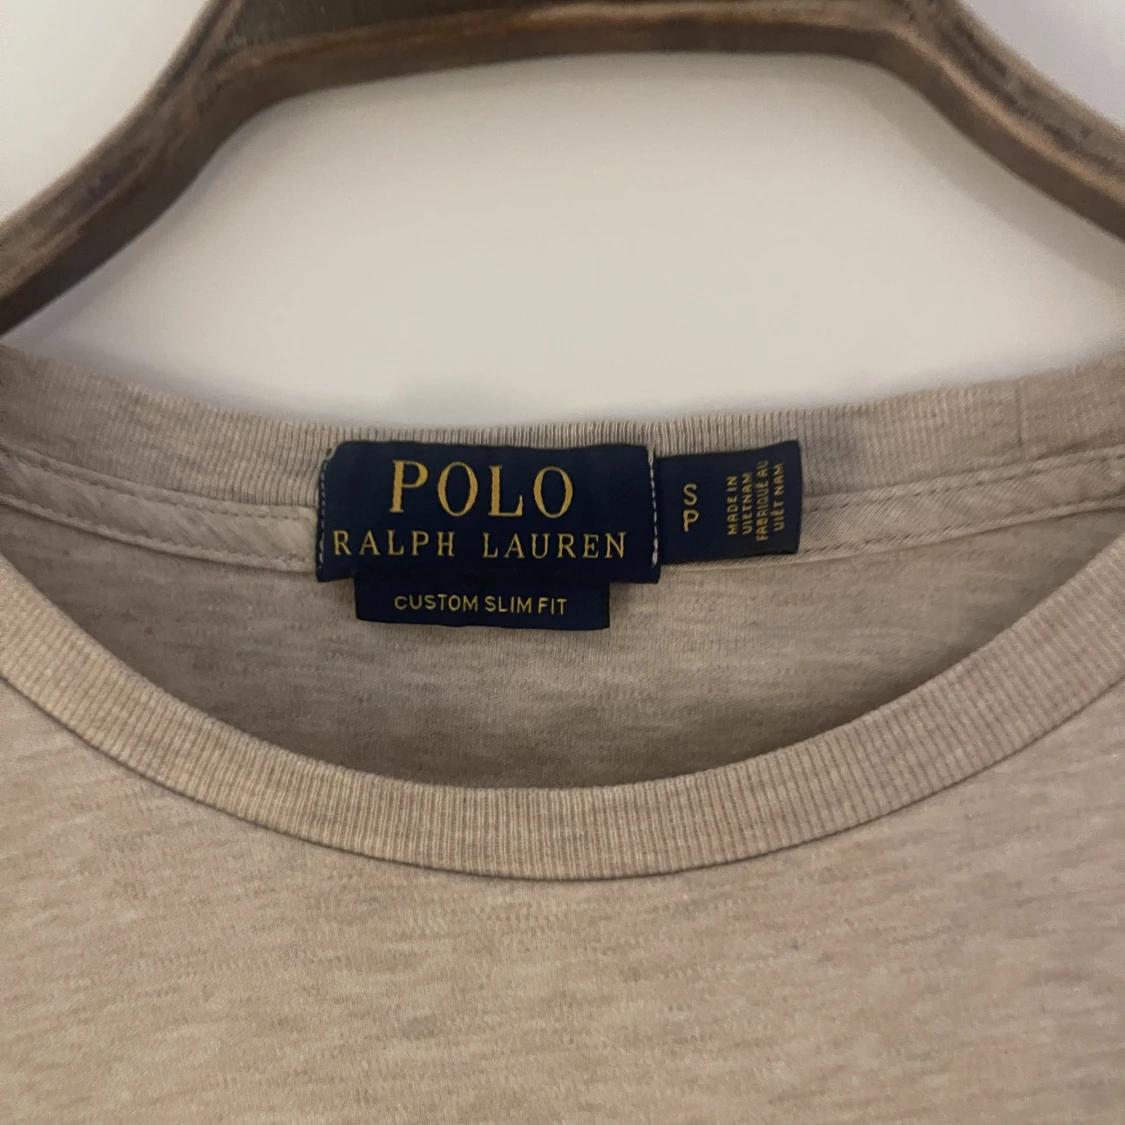 POLO
RALPH LAUREN
CUSTOM SLIM FIT
S
P
MADE IN
VIETNAM
FABRIQUÉ AU
VIÊT NAM